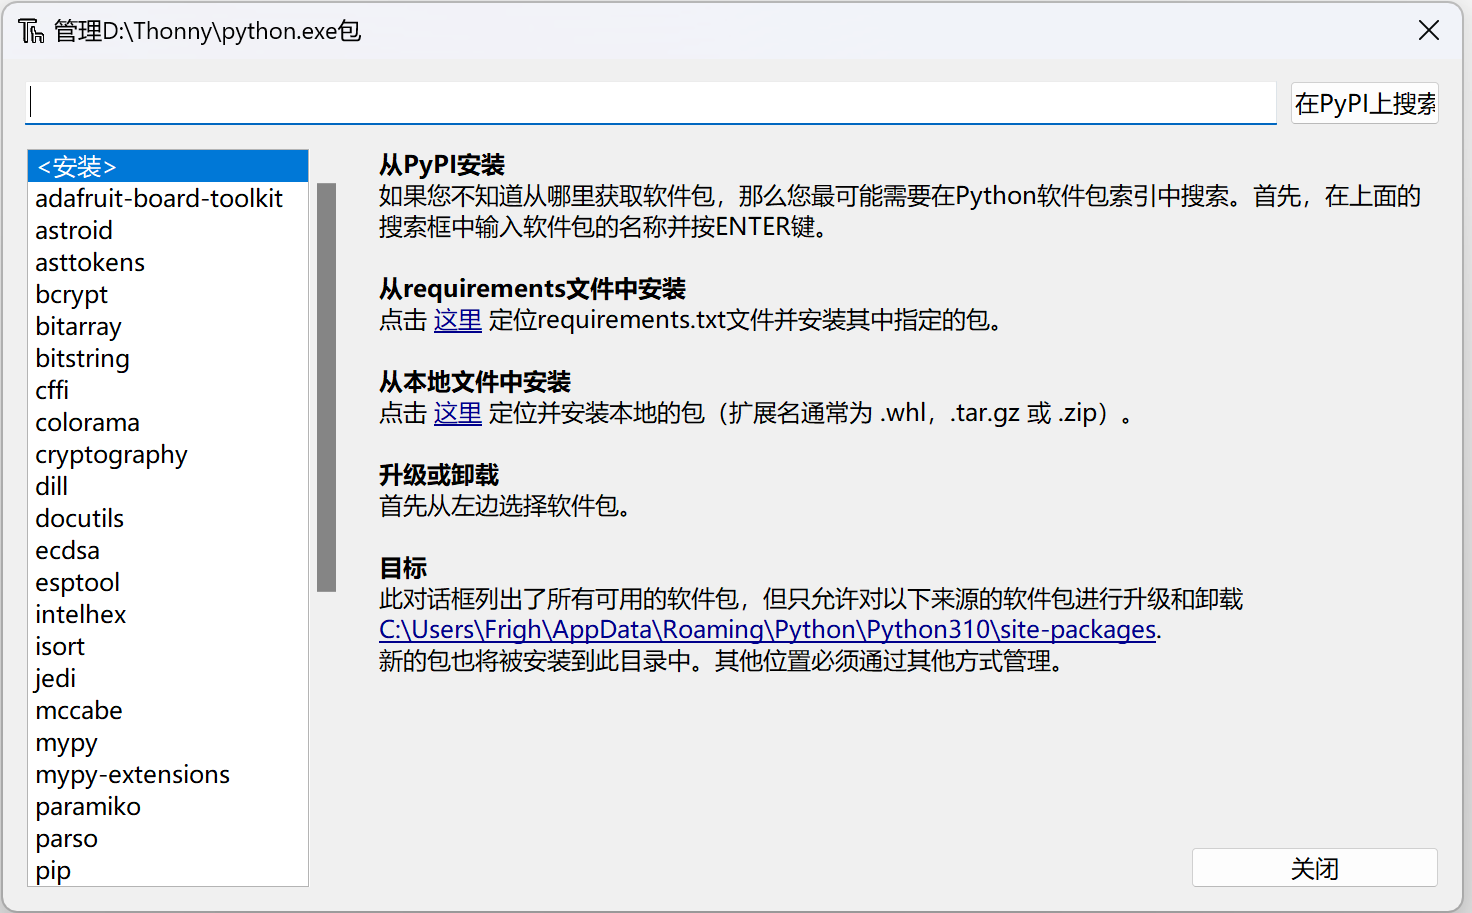 管理D:\Thonny\python.exe包
在PyPI上搜索
<安装>
adafruit-board-toolkit
astroid
asttokens
bcrypt
bitarray
bitstring
cffi
colorama
cryptography
dill
docutils
ecdsa
esptool
intelhex
isort
jedi
mccabe
mypy
mypy-extensions
paramiko
parso
pip
从PyPI安装
如果您不知道从哪里获取软件包，那么您最可能需要在Python软件包索引中搜索。首先，在上面的
搜索框中输入软件包的名称并按ENTER键。
从requirements文件中安装
点击 这里 定位requirements.txt文件并安装其中指定的包。
从本地文件中安装
点击 这里 定位并安装本地的包（扩展名通常为 .whl，.tar.gz 或 .zip）。
升级或卸载
首先从左边选择软件包。
目标
此对话框列出了所有可用的软件包，但只允许对以下来源的软件包进行升级和卸载
C:\Users\Frigh\AppData\Roaming\Python\Python310\site-packages.
新的包也将被安装到此目录中。其他位置必须通过其他方式管理。
关闭